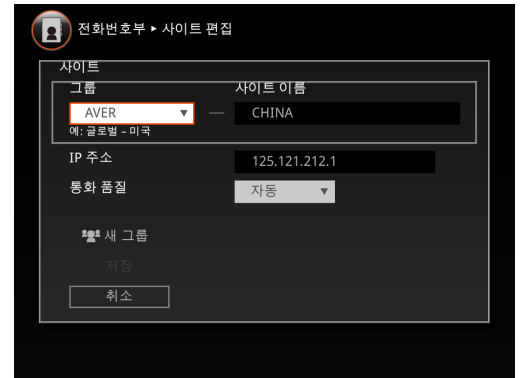 전화번호부 ▸ 사이트 편집
사이트
그룹 사이트 이름
AVER ▼ — CHINA
예: 글로벌 – 미국
IP 주소 125.121.212.1
통화 품질 자동 ▼
새 그룹
저장
취소